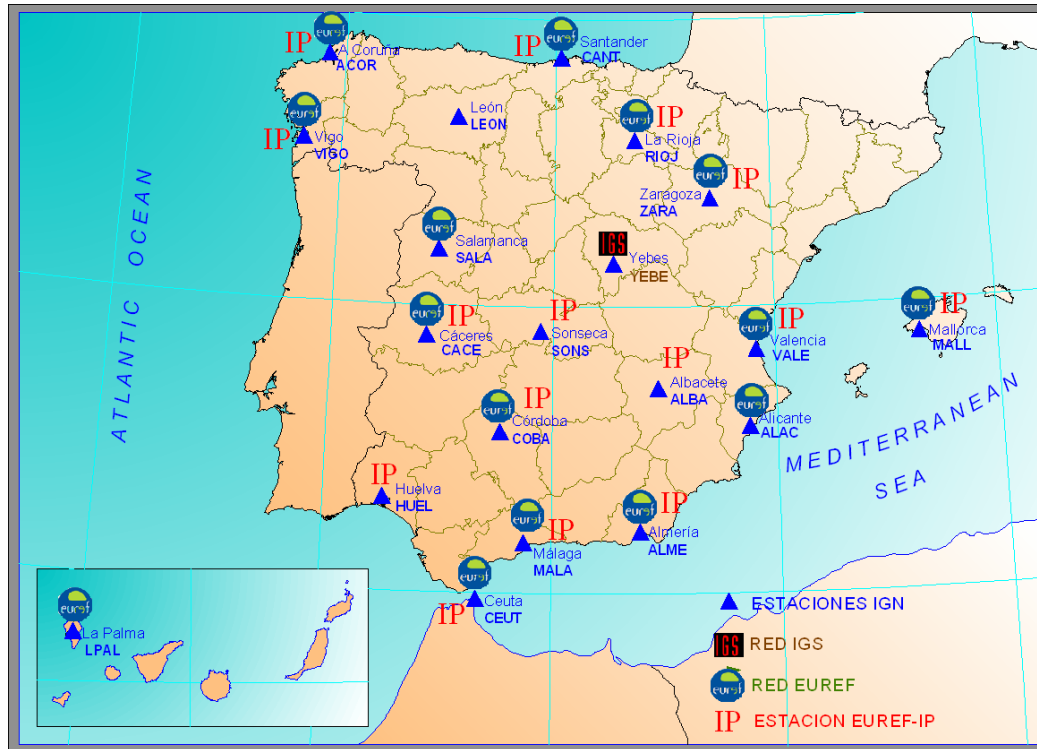 euref
IP
A Coruña
ACOR
euref
IP
Santander
CANT
euref
IP
Vigo
VIGO
León
LEON
euref
IP
La Rioja
RIOJ
euref
IP
Zaragoza
ZARA
euref
Salamanca
SALA
IGS
Yebes
YEBE
euref
IP
Cáceres
CACE
IP
Sonseca
SONS
euref
IP
Valencia
VALE
euref
IP
Mallorca
MALL
IP
Albacete
ALBA
euref
IP
Córdoba
COBA
euref
Alicante
ALAC
IP
Huelva
HUEL
euref
IP
Málaga
MALA
euref
IP
Almería
ALME
euref
IP
Ceuta
CEUT
euref
La Palma
LPAL
ATLANTIC OCEAN
MEDITERRANEAN
SEA
ESTACIONES IGN
IGS RED IGS
euref RED EUREF
IP ESTACION EUREF-IP